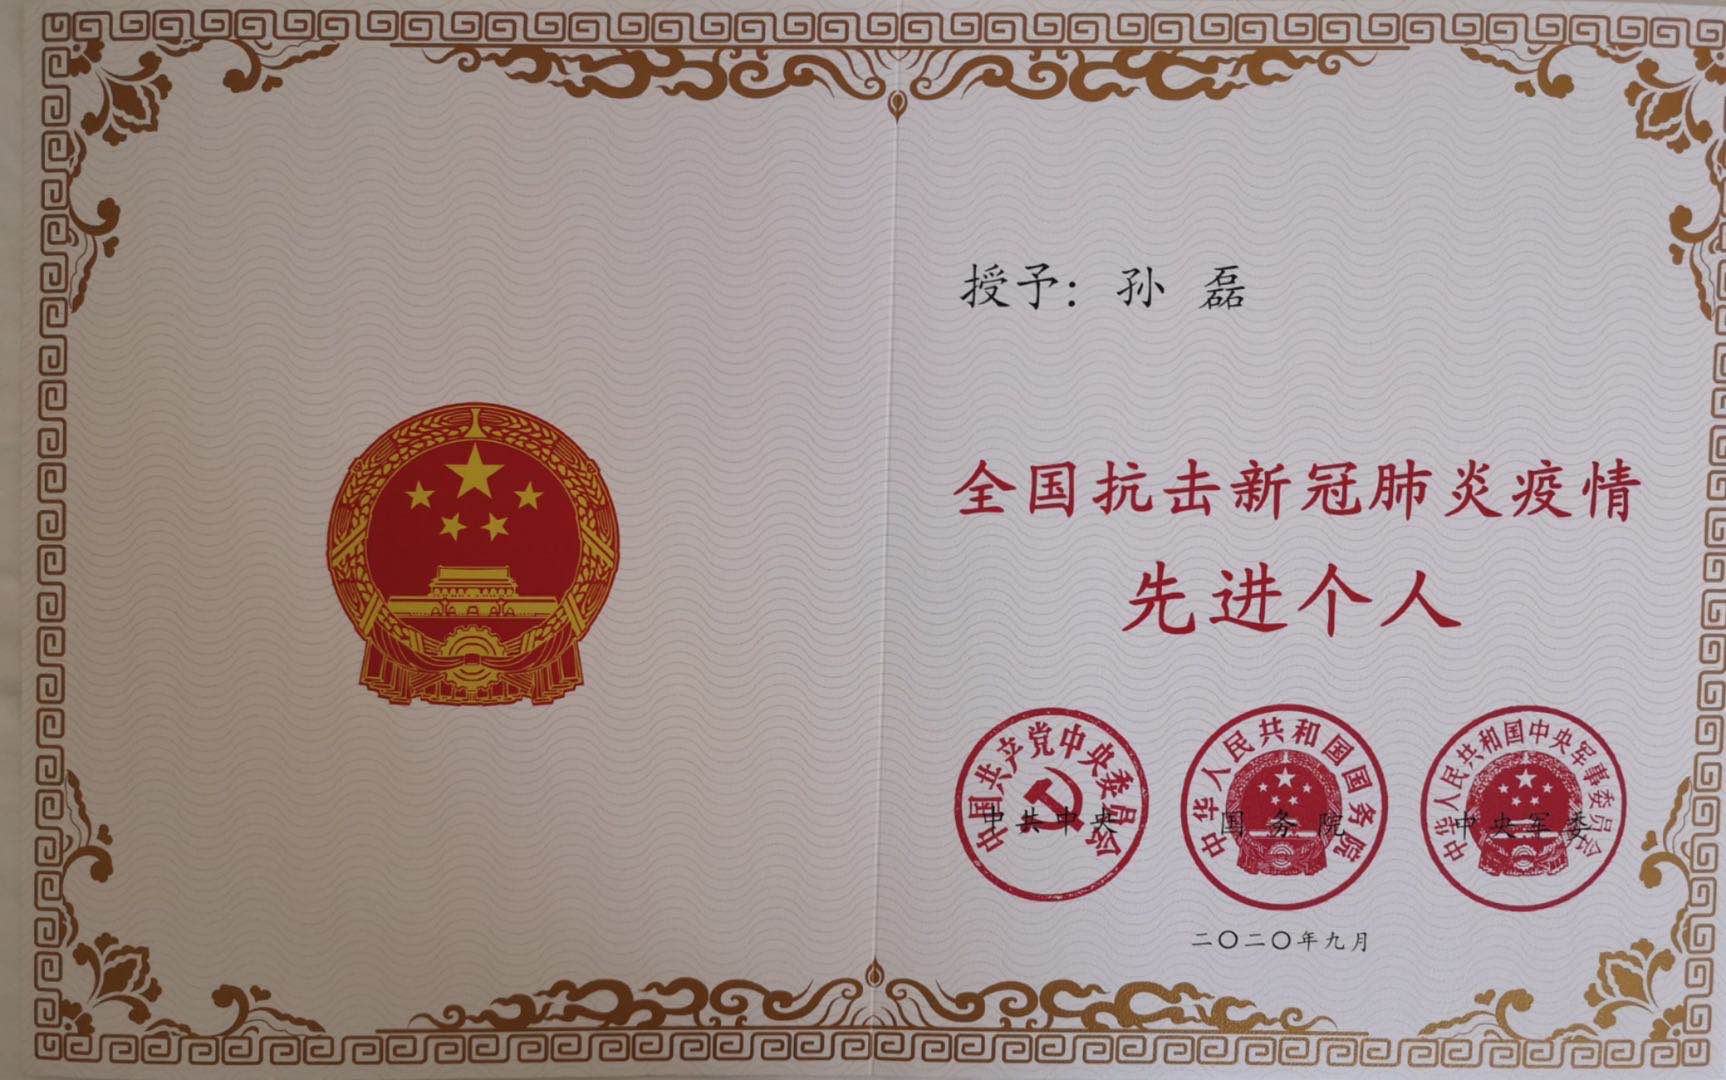 授予：孙 磊
全国抗击新冠肺炎疫情
先进个人
中国共产党中央委员会
中共中央
中华人民共和国国务院
国务院
中华人民共和国中央军事委员会
中央军委
二〇二〇年九月